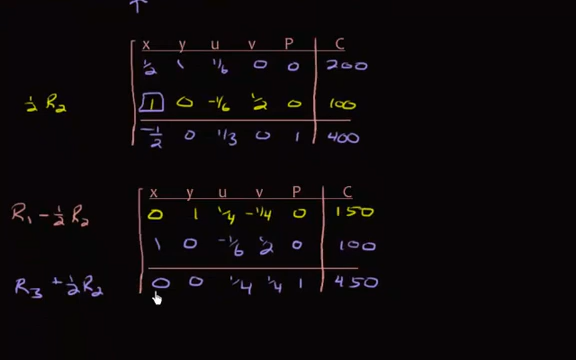 x y u v P C
1/2 1 1/6 0 0 200
1/2 R2 1 0 -1/6 1/2 0 100
-1/2 0 1/3 0 1 400
x y u v P C
R1 - 1/2 R2 0 1 1/4 -1/4 0 150
1 0 -1/6 1/2 0 100
R3 + 1/2 R2 0 0 1/4 1/4 1 450